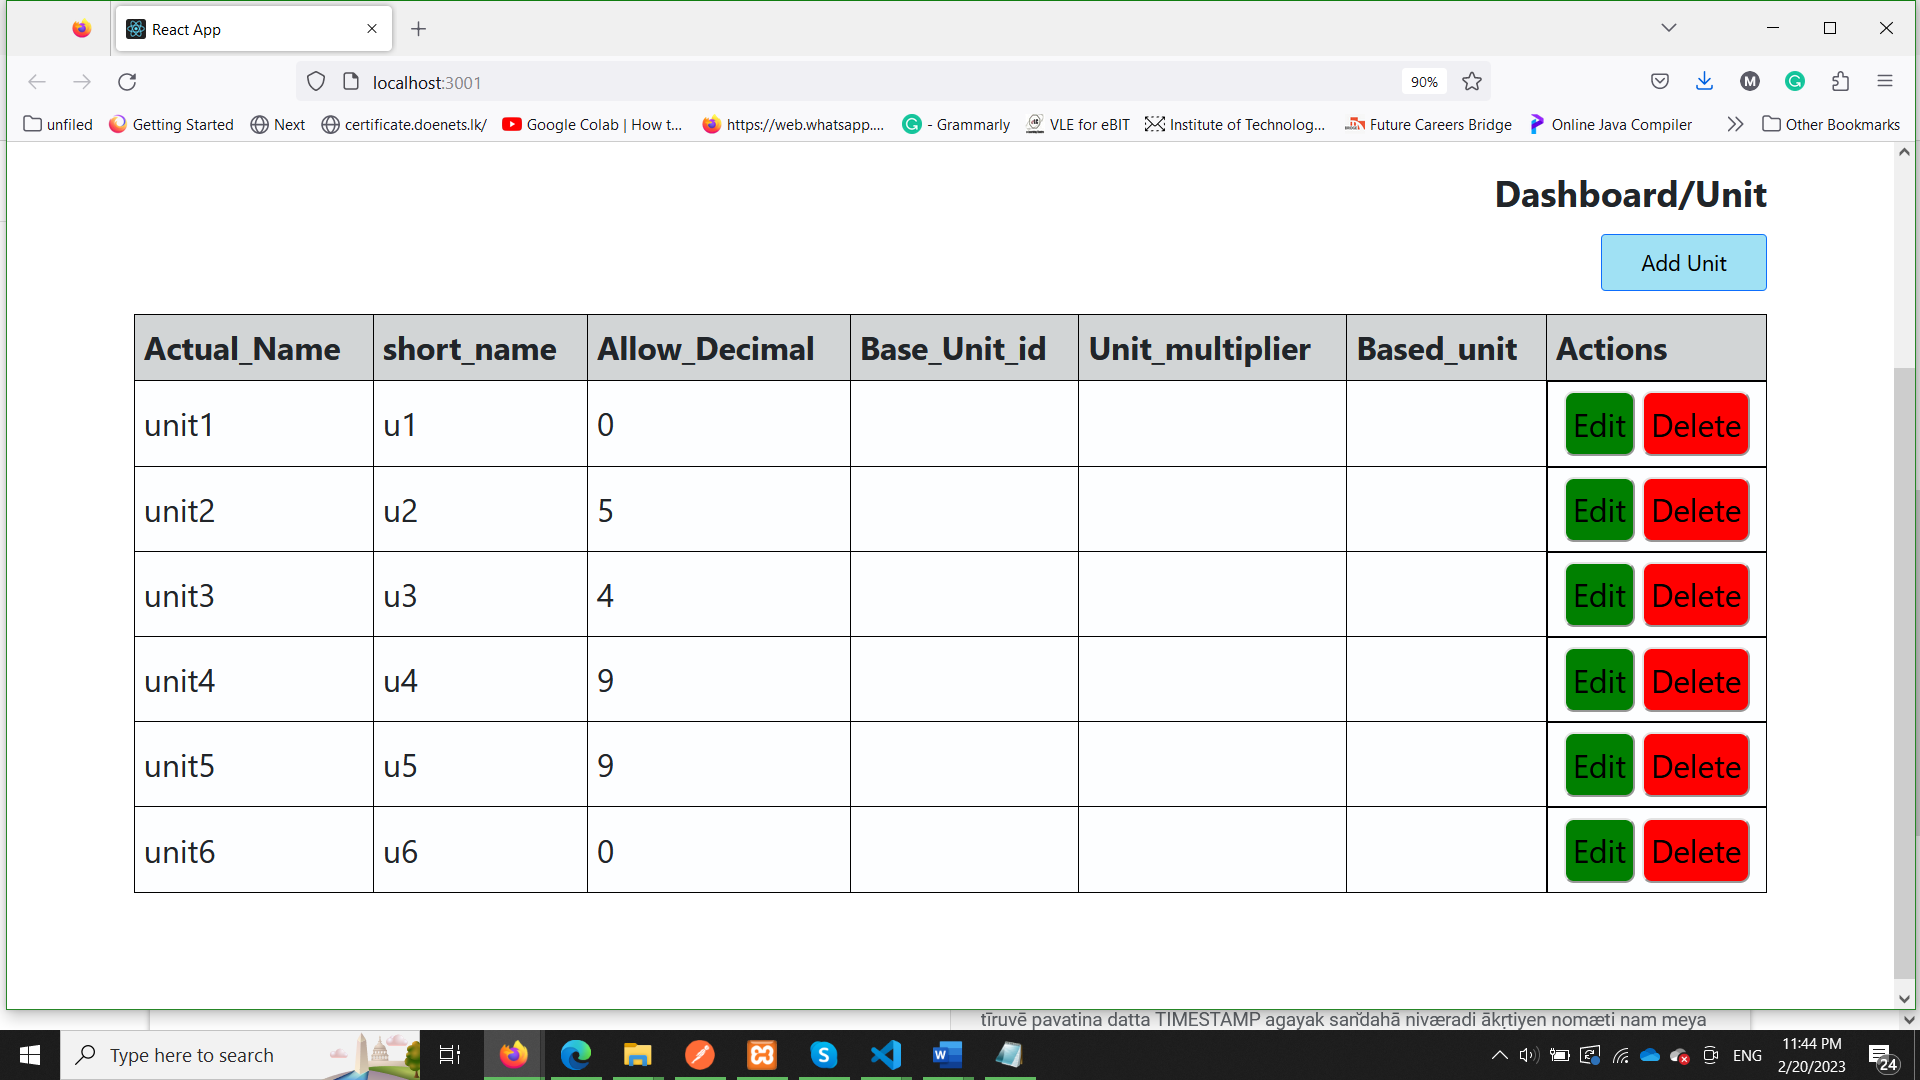 React App
localhost:3001
90%
unfiled Getting Started Next certificate.doenets.lk/ Google Colab | How t... https://web.whatsapp.... - Grammarly VLE for eBIT Institute of Technolog... Future Careers Bridge Online Java Compiler Other Bookmarks
Dashboard/Unit
Add Unit
Actual_Name short_name Allow_Decimal Base_Unit_id Unit_multiplier Based_unit Actions
unit1 u1 0 Edit Delete
unit2 u2 5 Edit Delete
unit3 u3 4 Edit Delete
unit4 u4 9 Edit Delete
unit5 u5 9 Edit Delete
unit6 u6 0 Edit Delete
tīruvē pavatina datta TIMESTAMP agayak san̆dahā niværadi ākṛtiyen nomæti nam meya
Type here to search
ENG
11:44 PM
2/20/2023
24